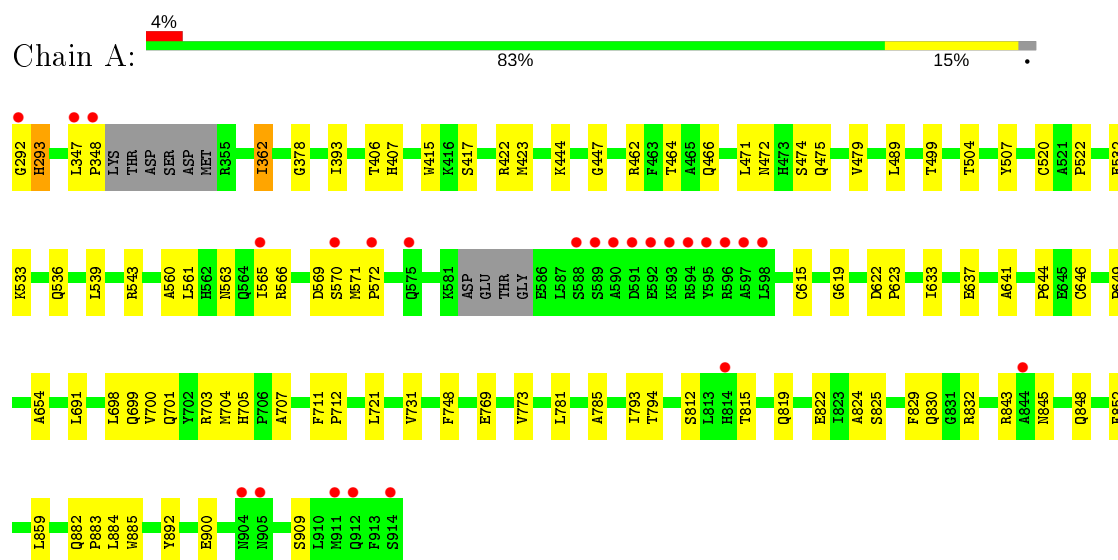 4%
Chain A:
83% 15% •
G292 H293 L347 P348 LYS THR ASP SER ASP MET R355 I362 G378 I393 T406 H407 W415 K416 S417 R422 M423 K444 G447 R462 F463 T464 A465 Q466 L471 N472 H473 S474 Q475 V479 L489 T499 T504 Y507 C520 A521 P522
K533 Q536 L539 R543 A560 L561 H562 N563 Q564 I565 R566 D569 S570 M571 P572 Q575 K581 ASP GLU THR GLY E586 L587 S588 S589 A590 D591 E592 K593 R594 Y595 R596 A597 L598 C615 G619 D622 P623 I633 E637 A641 P644 E645 C646
A654 L691 L698 Q699 V700 Q701 Y702 R703 M704 H705 P706 A707 F711 P712 L721 V731 F748 E769 V773 L781 A785 I793 T794 S812 L813 H814 T815 Q819 E822 I823 A824 S825 F829 Q830 G831 R832 R843 A844 N845 Q848
L859 Q882 P883 L884 W885 Y892 E900 N904 N905 S909 L910 M911 Q912 F913 S914